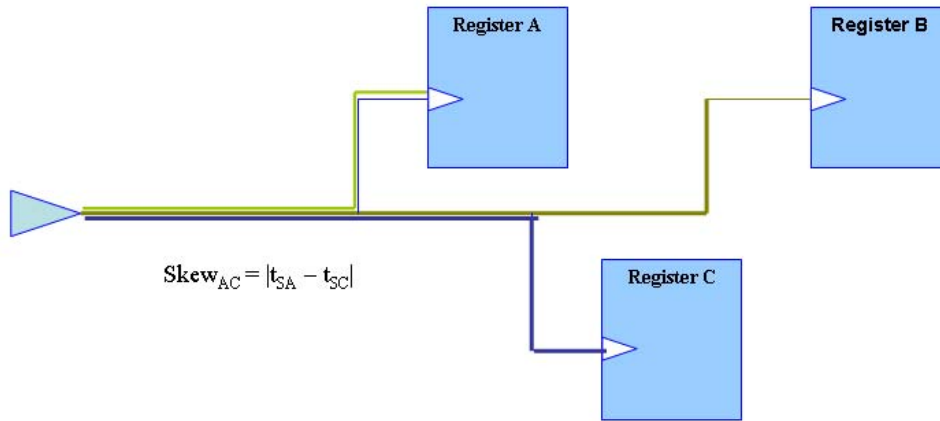 Register A
Register B
Skew_AC = |t_SA − t_SC|
Register C